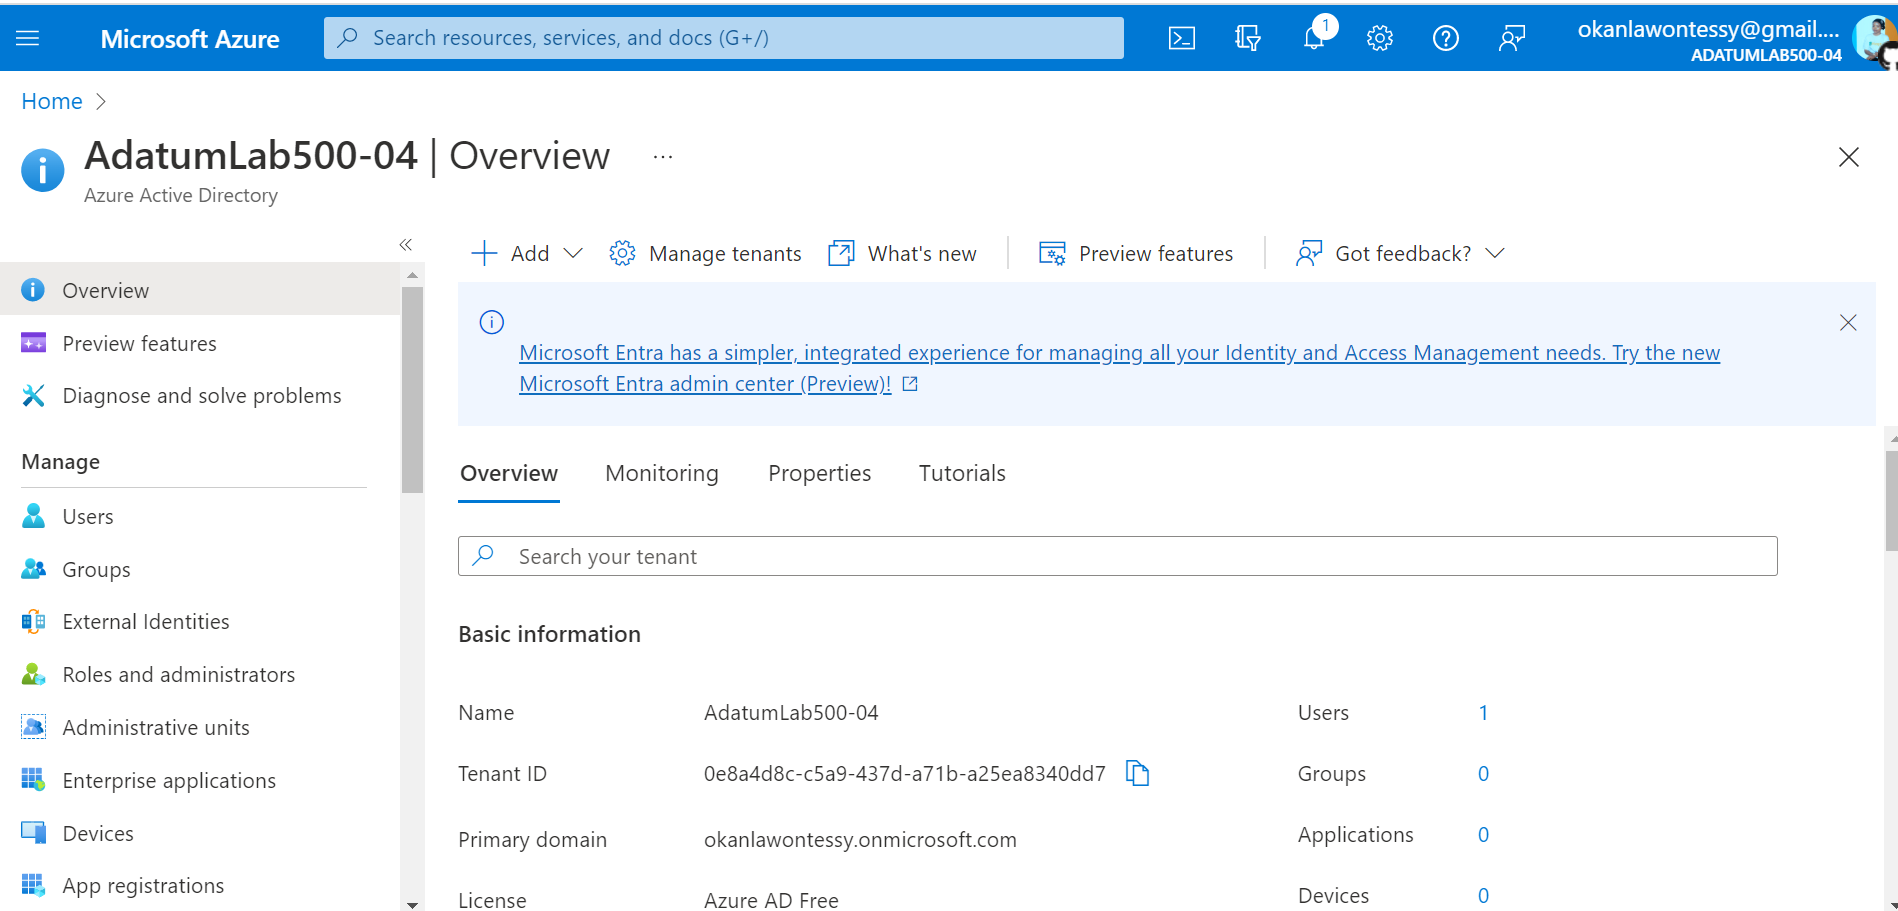 Microsoft Azure
Search resources, services, and docs (G+/)
1
okanlawontessy@gmail....
ADATUMLAB500-04
Home
AdatumLab500-04 | Overview ...
Azure Active Directory
«
Overview
Preview features
Diagnose and solve problems
Manage
Users
Groups
External Identities
Roles and administrators
Administrative units
Enterprise applications
Devices
App registrations
Add
Manage tenants
What's new
Preview features
Got feedback?
Microsoft Entra has a simpler, integrated experience for managing all your Identity and Access Management needs. Try the new
Microsoft Entra admin center (Preview)!
Overview Monitoring Properties Tutorials
Search your tenant
Basic information
Name AdatumLab500-04
Tenant ID 0e8a4d8c-c5a9-437d-a71b-a25ea8340dd7
Primary domain okanlawontessy.onmicrosoft.com
License Azure AD Free
Users 1
Groups 0
Applications 0
Devices 0